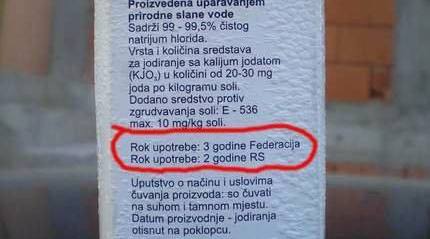 Proizvedena uparavanjem
prirodne slane vode
Sadrži 99 - 99,5% čistog
natrijum hlorida.
Vrsta i količina sredstava
za jodiranje sa kalijum jodatom
(KJO₃) u količini od 20-30 mg
joda po kilogramu soli.
Dodano sredstvo protiv
zgrudvavanja soli: E - 536
max. 10 mg/kg soli.
Rok upotrebe: 3 godine Federacija
Rok upotrebe: 2 godine RS
Uputstvo o načinu i uslovima
čuvanja proizvoda: so čuvati
na suhom i tamnom mjestu.
Datum proizvodnje - jodiranja
otisnut na poklopcu.